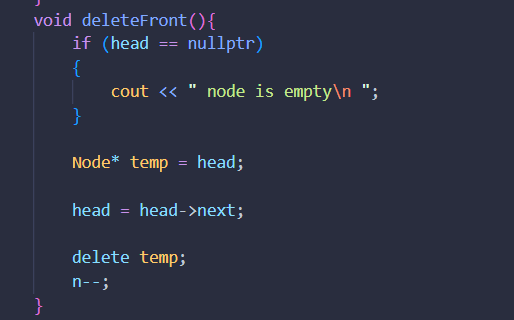 }
void deleteFront(){
if (head == nullptr)
{
cout << " node is empty\n ";
}
Node* temp = head;
head = head->next;
delete temp;
n--;
}